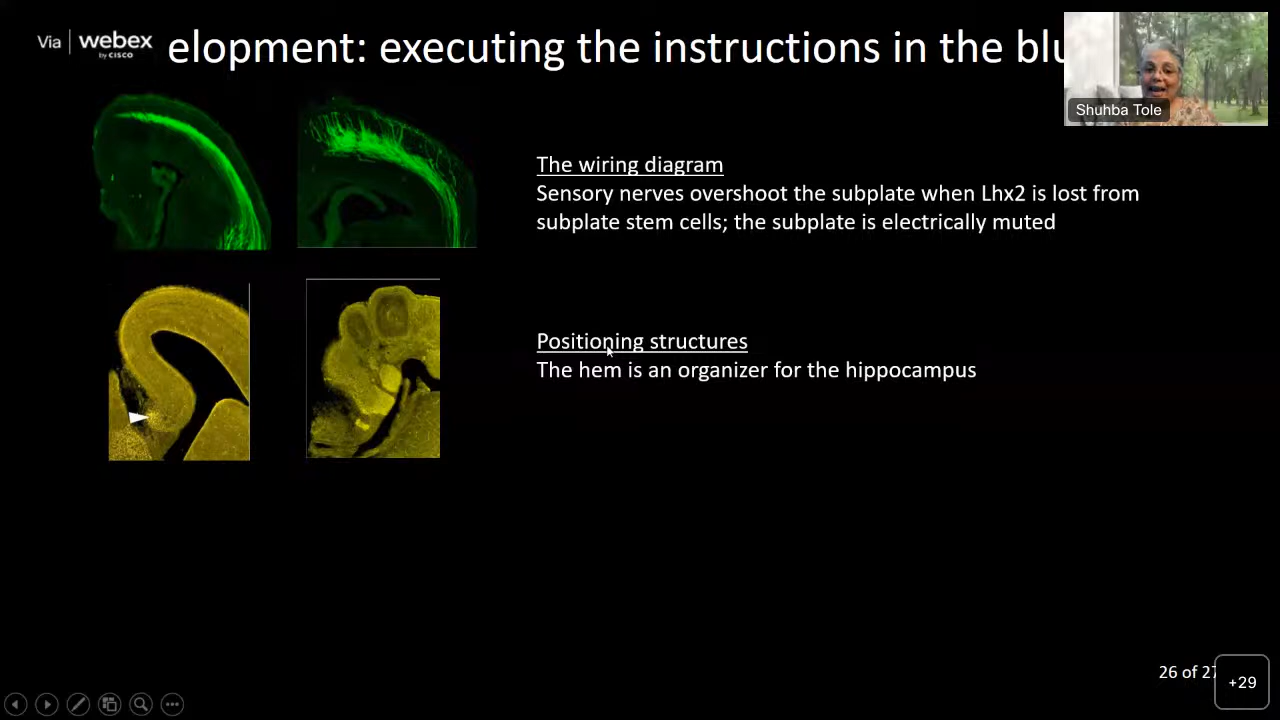 Via webex
by CISCO
elopment: executing the instructions in the blu
Shuhba Tole
The wiring diagram
Sensory nerves overshoot the subplate when Lhx2 is lost from
subplate stem cells; the subplate is electrically muted
Positioning structures
The hem is an organizer for the hippocampus
26 of 27
+29